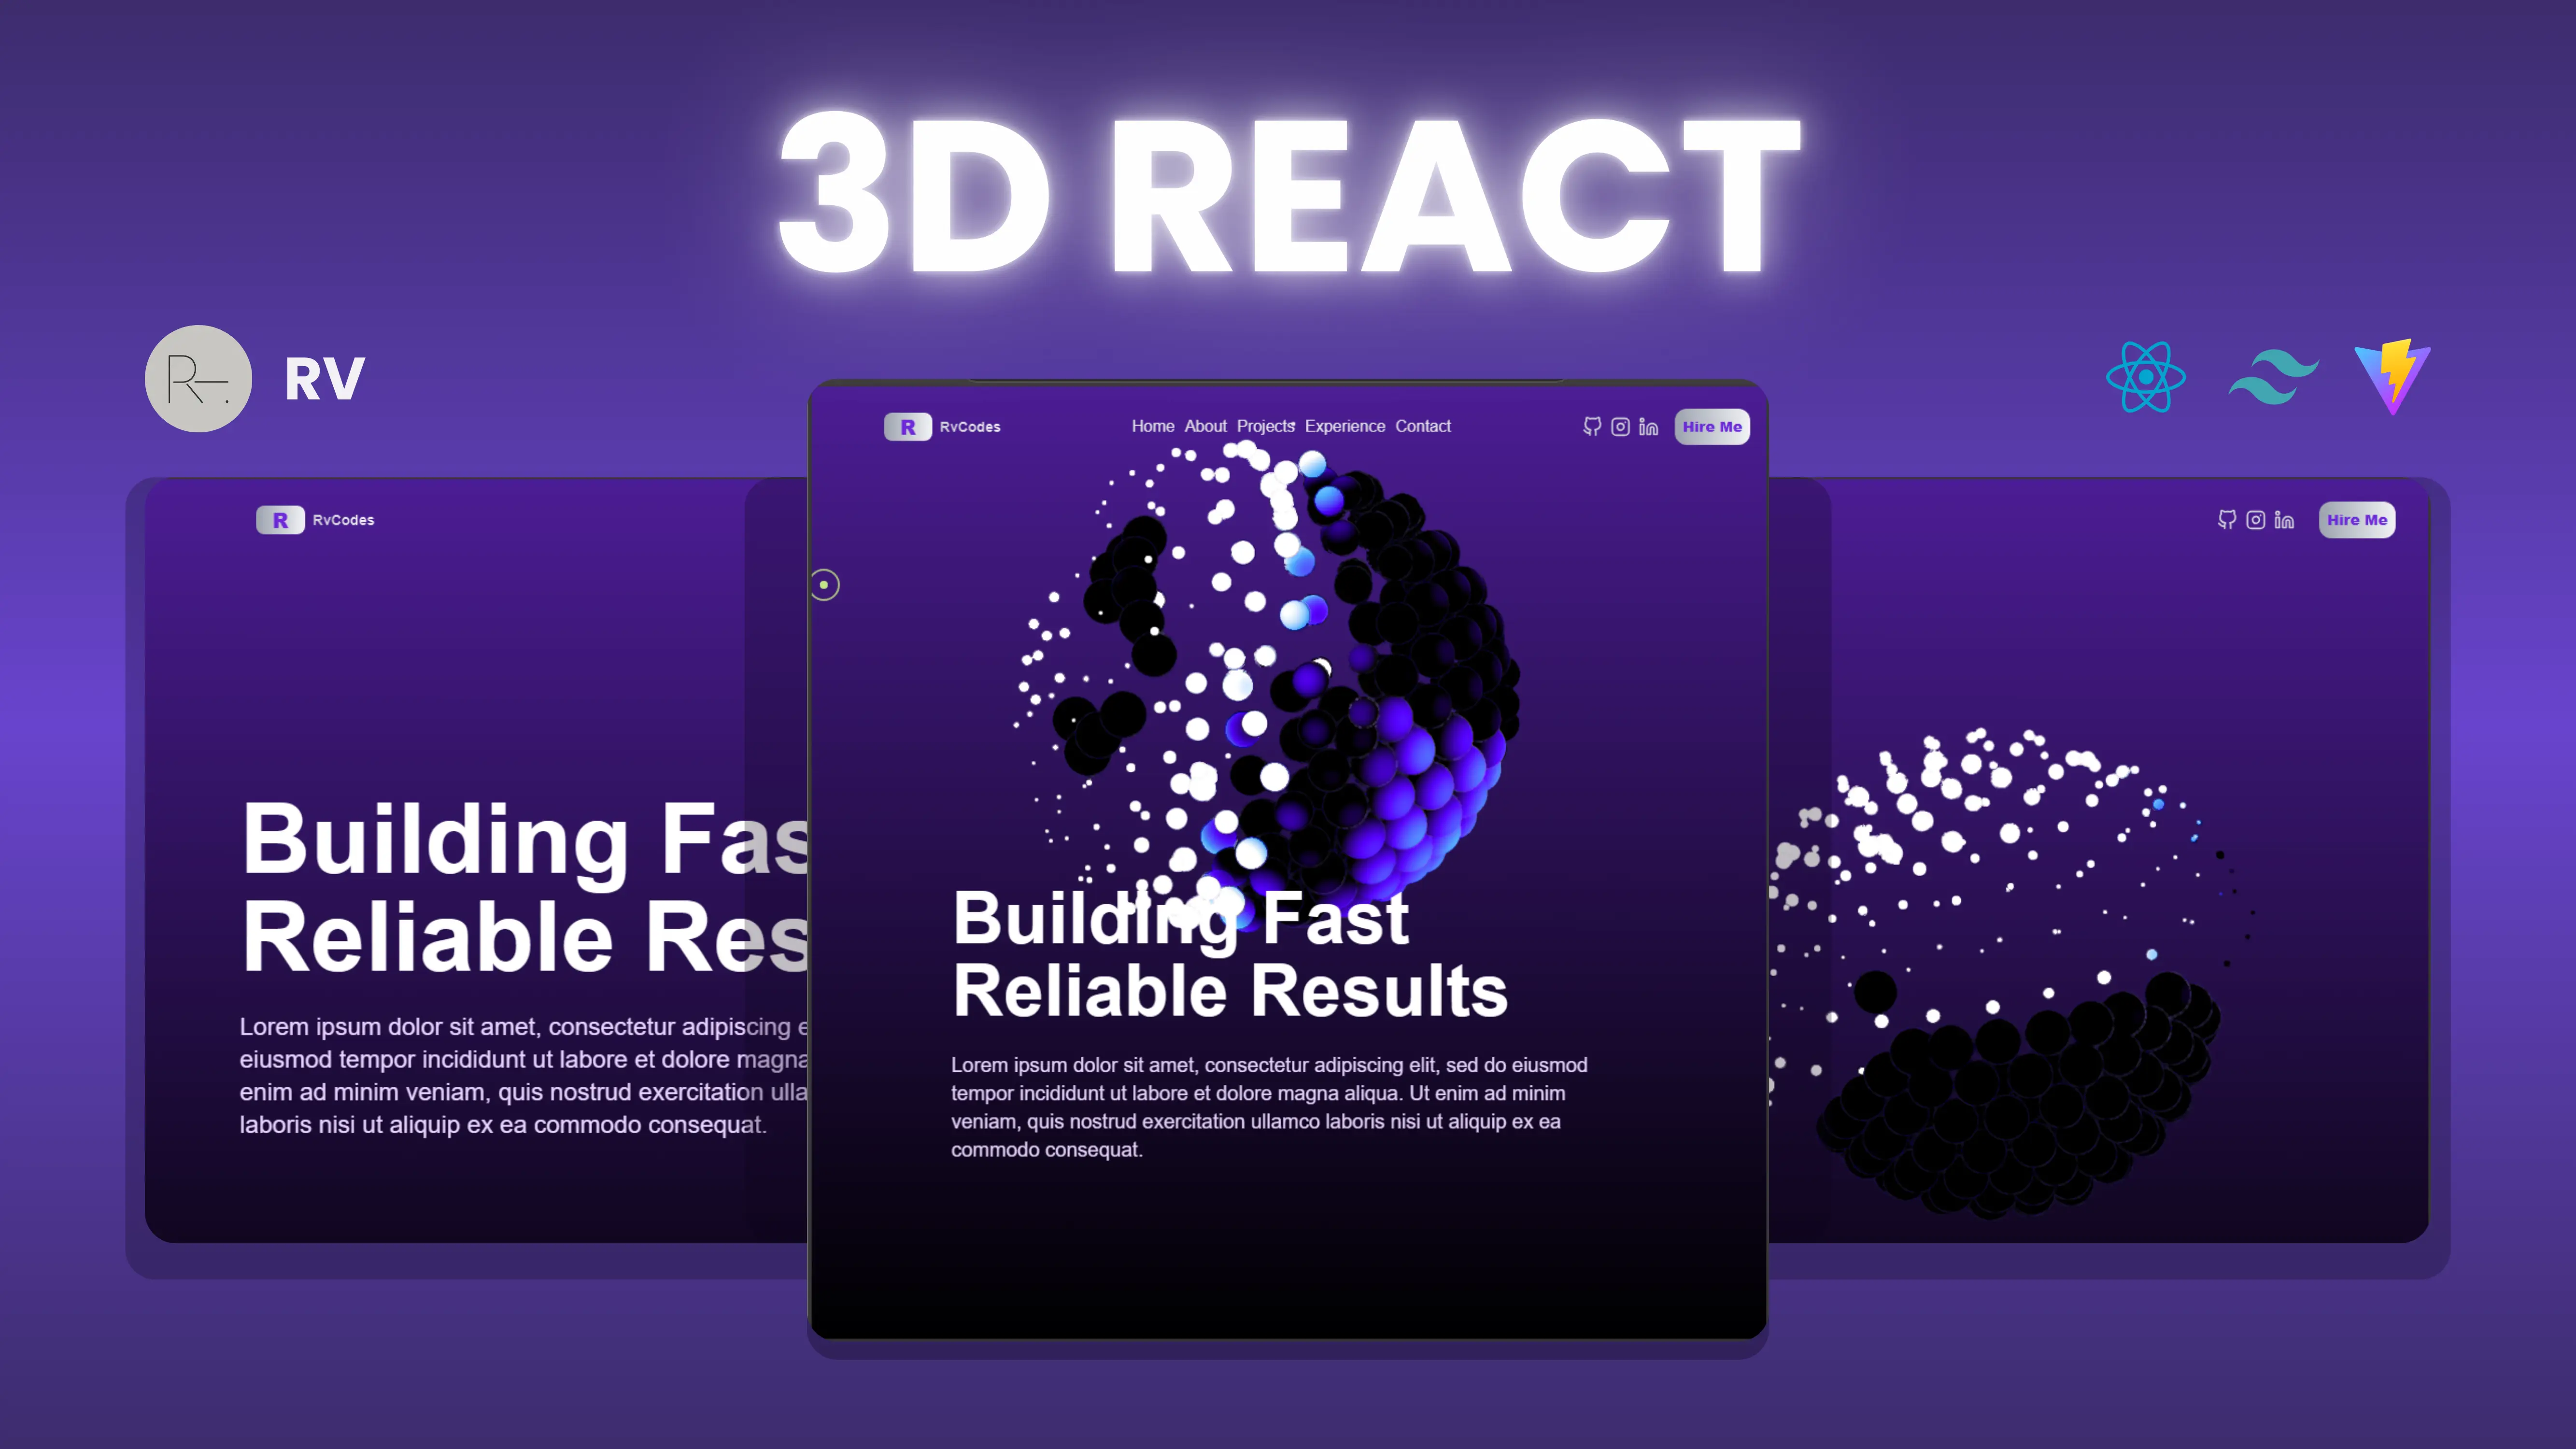 3D REACT
R
RV
R RvCodes
Home About Projects Experience Contact
Hire Me
R RvCodes
Hire Me
Building Fas
Reliable Res
Lorem ipsum dolor sit amet, consectetur adipiscing e
eiusmod tempor incididunt ut labore et dolore magna
enim ad minim veniam, quis nostrud exercitation ulla
laboris nisi ut aliquip ex ea commodo consequat.
Building Fast
Reliable Results
Lorem ipsum dolor sit amet, consectetur adipiscing elit, sed do eiusmod
tempor incididunt ut labore et dolore magna aliqua. Ut enim ad minim
veniam, quis nostrud exercitation ullamco laboris nisi ut aliquip ex ea
commodo consequat.